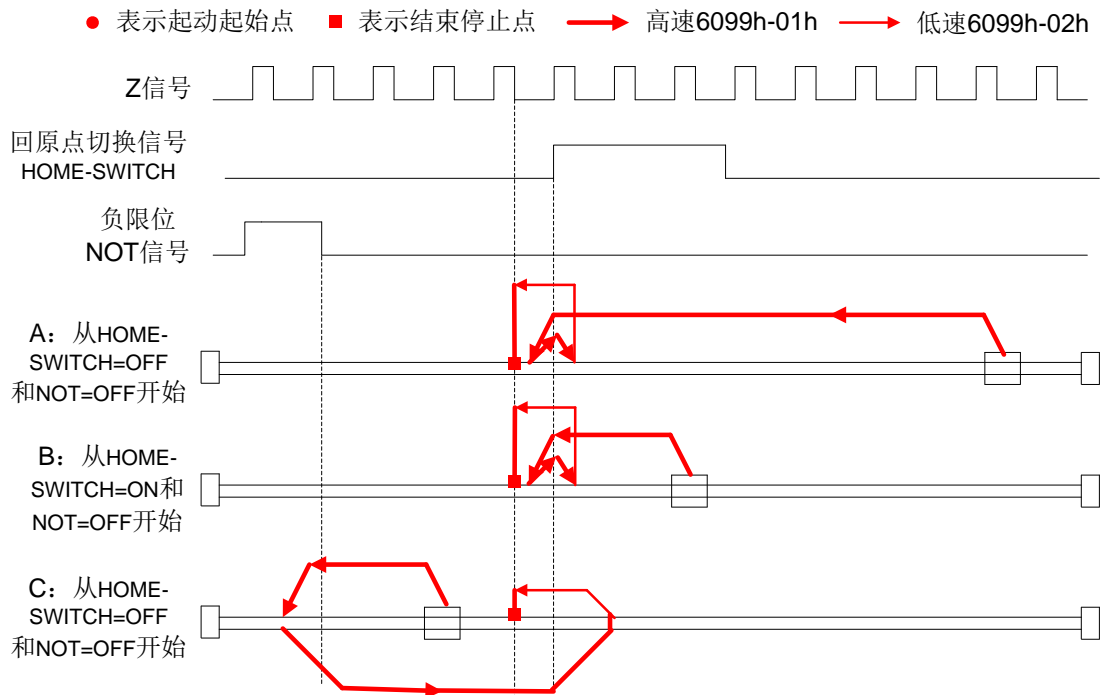 表示起动起始点 表示结束停止点 高速6099h-01h 低速6099h-02h
Z信号
回原点切换信号
HOME-SWITCH
负限位
NOT信号
A：从HOME-
SWITCH=OFF
和NOT=OFF开始
B：从HOME-
SWITCH=ON和
NOT=OFF开始
C：从HOME-
SWITCH=OFF
和NOT=OFF开始